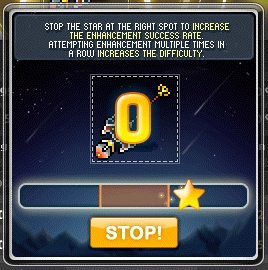 STOP THE STAR AT THE RIGHT SPOT TO INCREASE
THE ENHANCEMENT SUCCESS RATE.
ATTEMPTING ENHANCEMENT MULTIPLE TIMES IN
A ROW INCREASES THE DIFFICULTY.
0
STOP!